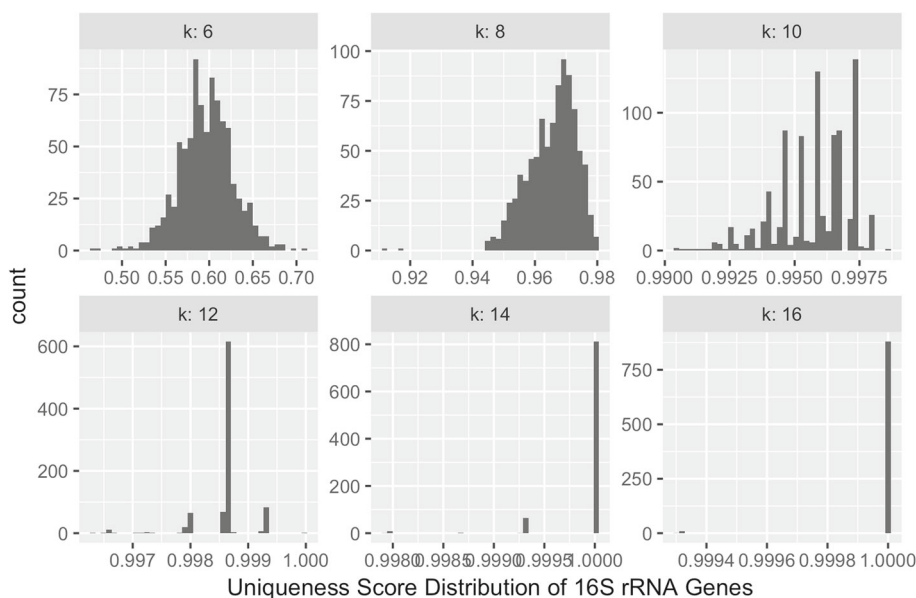 k: 6
k: 8
k: 10
75
50
25
0
0.50 0.55 0.60 0.65 0.70
100
75
50
25
0
0.92 0.94 0.96 0.98
100
50
0
0.9900 0.9925 0.9950 0.9975
count
k: 12
k: 14
k: 16
600
400
200
0
0.997 0.998 0.999 1.000
800
600
400
200
0
0.9980 0.9985 0.9990 0.9995 1.0000
750
500
250
0
0.9994 0.9996 0.9998 1.0000
Uniqueness Score Distribution of 16S rRNA Genes